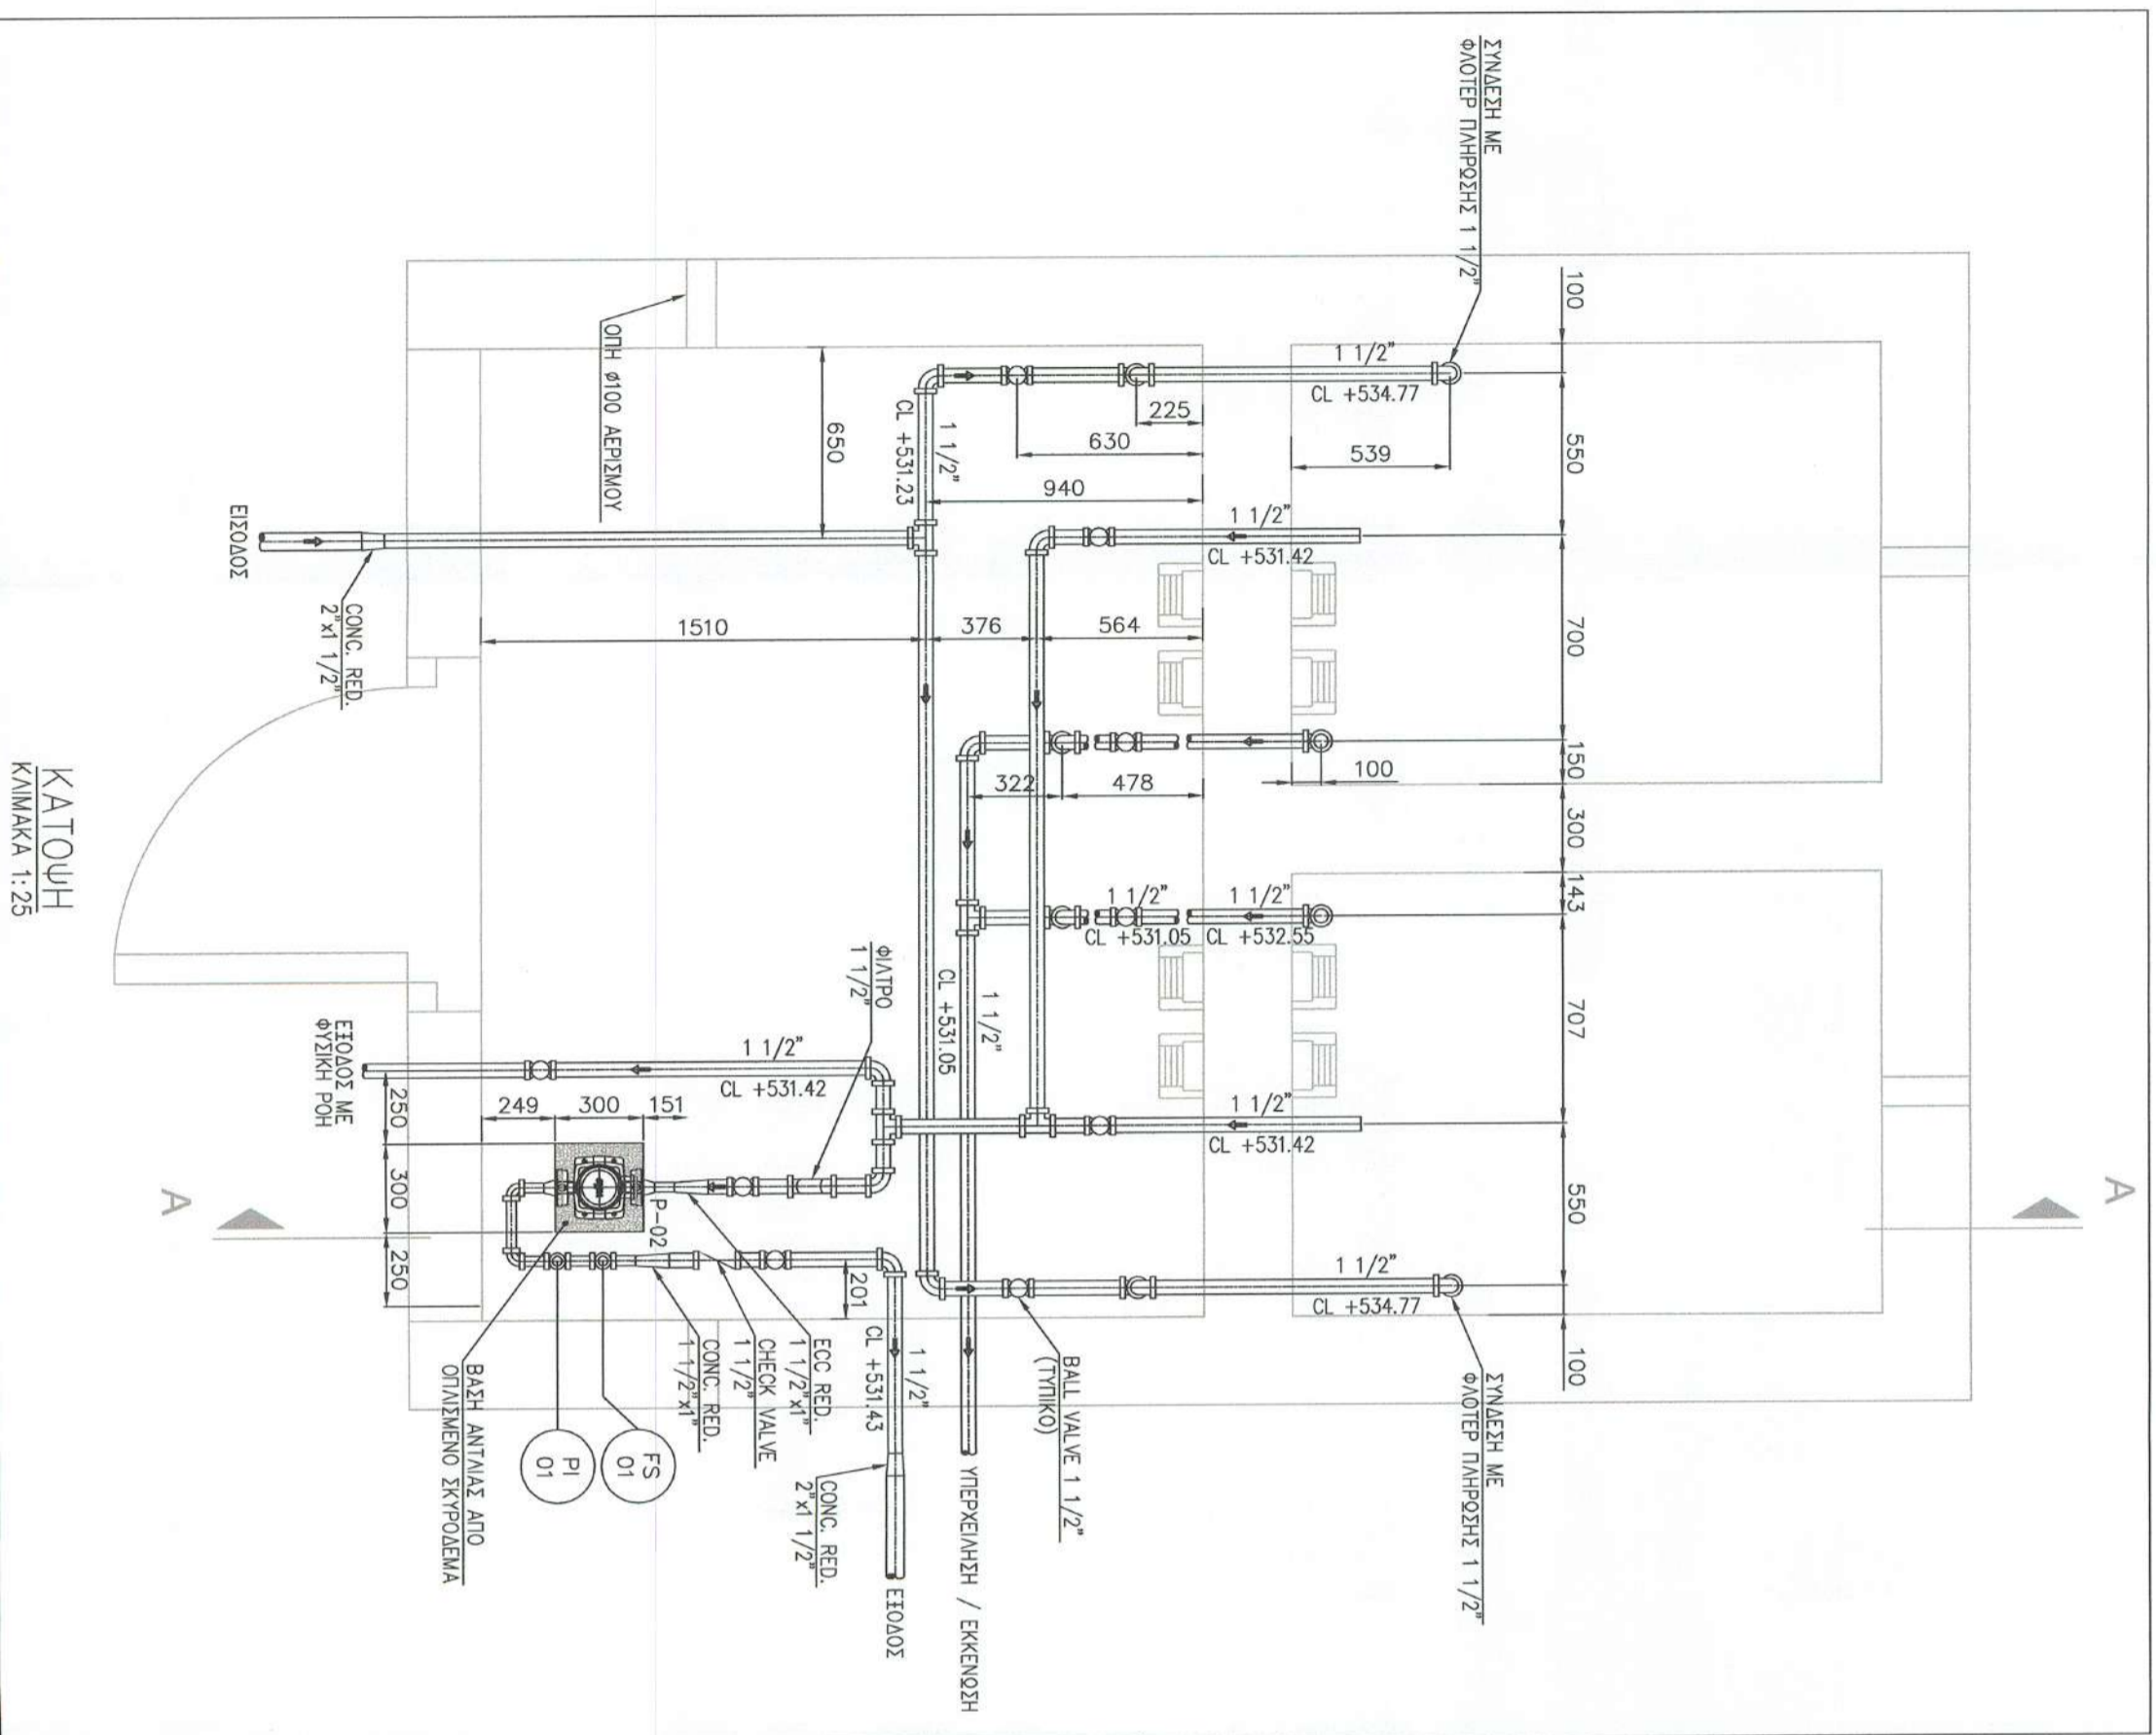 ΣΥΝΔΕΣΗ ΜΕ
ΦΛΟΤΕΡ ΠΛΗΡΩΣΗΣ 1 1/2"
100
550
700
150
300
143
707
550
100
ΣΥΝΔΕΣΗ ΜΕ
ΦΛΟΤΕΡ ΠΛΗΡΩΣΗΣ 1 1/2"
A
1 1/2"
CL +534.77
539
225
630
940
1 1/2"
CL +531.42
1 1/2"
CL +531.23
650
ΟΠΗ Ø100 ΑΕΡΙΣΜΟΥ
1510
376
564
322
478
100
1 1/2"
CL +531.05
1 1/2"
CL +532.55
1 1/2"
CL +531.05
1 1/2"
CL +531.42
1 1/2"
CL +534.77
BALL VALVE 1 1/2"
(ΤΥΠΙΚΟ)
ΥΠΕΡΧΕΙΛΗΣΗ / ΕΚΚΕΝΩΣΗ
ΕΙΣΟΔΟΣ
CONC. RED.
2"x1 1/2"
ΦΙΛΤΡΟ
1 1/2"
1 1/2"
CL +531.42
ΕΞΟΔΟΣ ΜΕ
ΦΥΣΙΚΗ ΡΟΗ
249
300
151
250
300
250
P-02
201
1 1/2"
CL +531.43
CONC. RED.
2"x1 1/2"
ΕΞΟΔΟΣ
ECC RED.
1 1/2"x1"
CHECK VALVE
1 1/2"
CONC. RED.
1 1/2"x1"
FS
01
PI
01
ΒΑΣΗ ΑΝΤΛΙΑΣ ΑΠΟ
ΟΠΛΙΣΜΕΝΟ ΣΚΥΡΟΔΕΜΑ
A
ΚΑΤΟΨΗ
ΚΛΙΜΑΚΑ 1:25